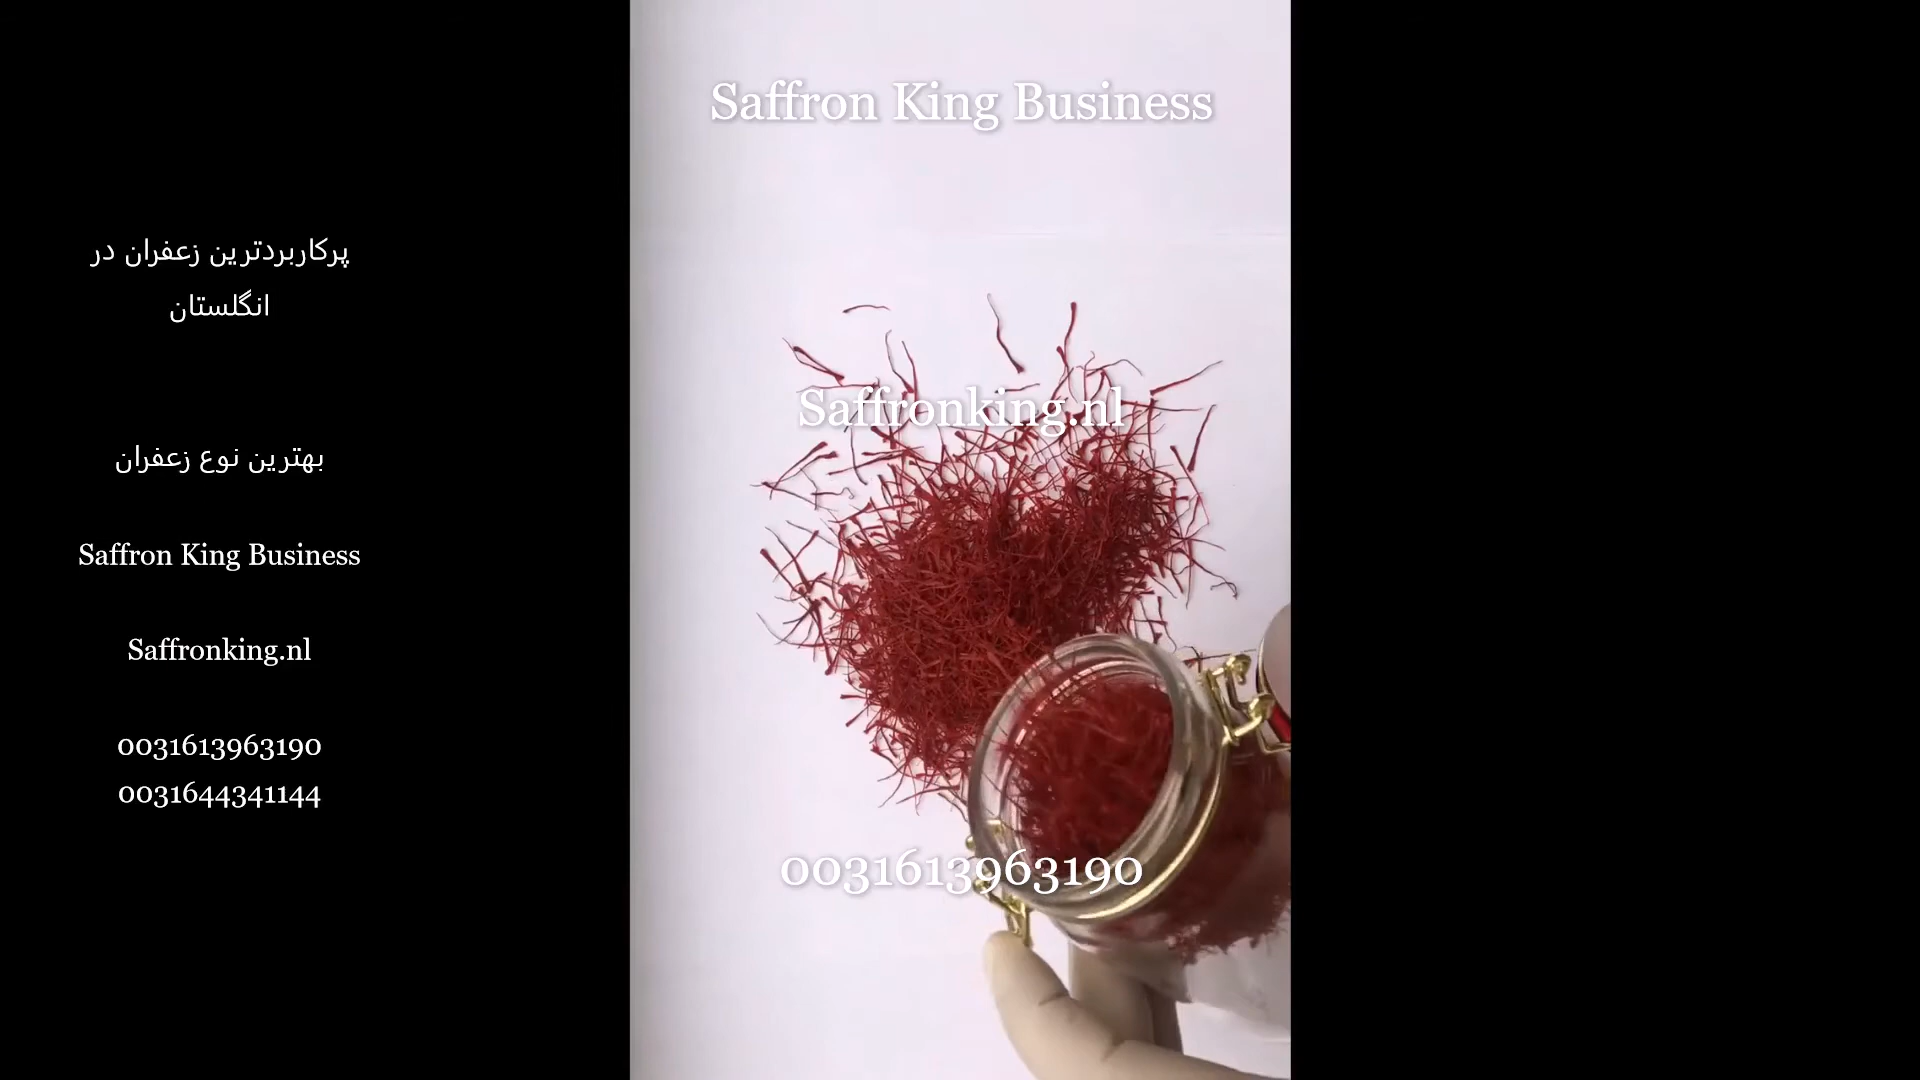 پرکاربردترین زعفران در
انگلستان
بهترین نوع زعفران
Saffron King Business
Saffronking.nl
0031613963190
0031644341144
Saffron King Business
Saffronking.nl
0031613963190